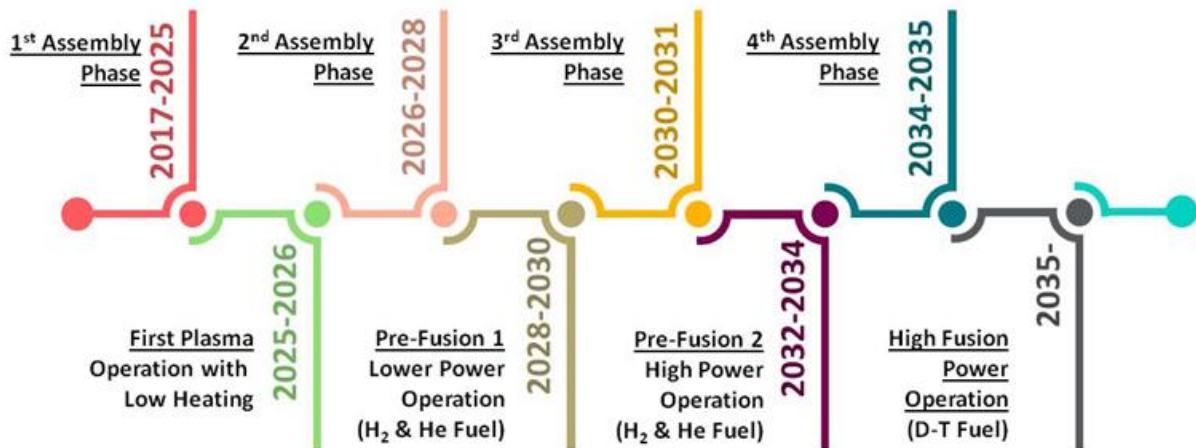 1st Assembly
Phase
2017-2025
2nd Assembly
Phase
2026-2028
3rd Assembly
Phase
2030-2031
4th Assembly
Phase
2034-2035
First Plasma
Operation with
Low Heating
2025-2026
Pre-Fusion 1
Lower Power
Operation
(H₂ & He Fuel)
2028-2030
Pre-Fusion 2
High Power
Operation
(H₂ & He Fuel)
2032-2034
High Fusion
Power
Operation
(D-T Fuel)
2035-